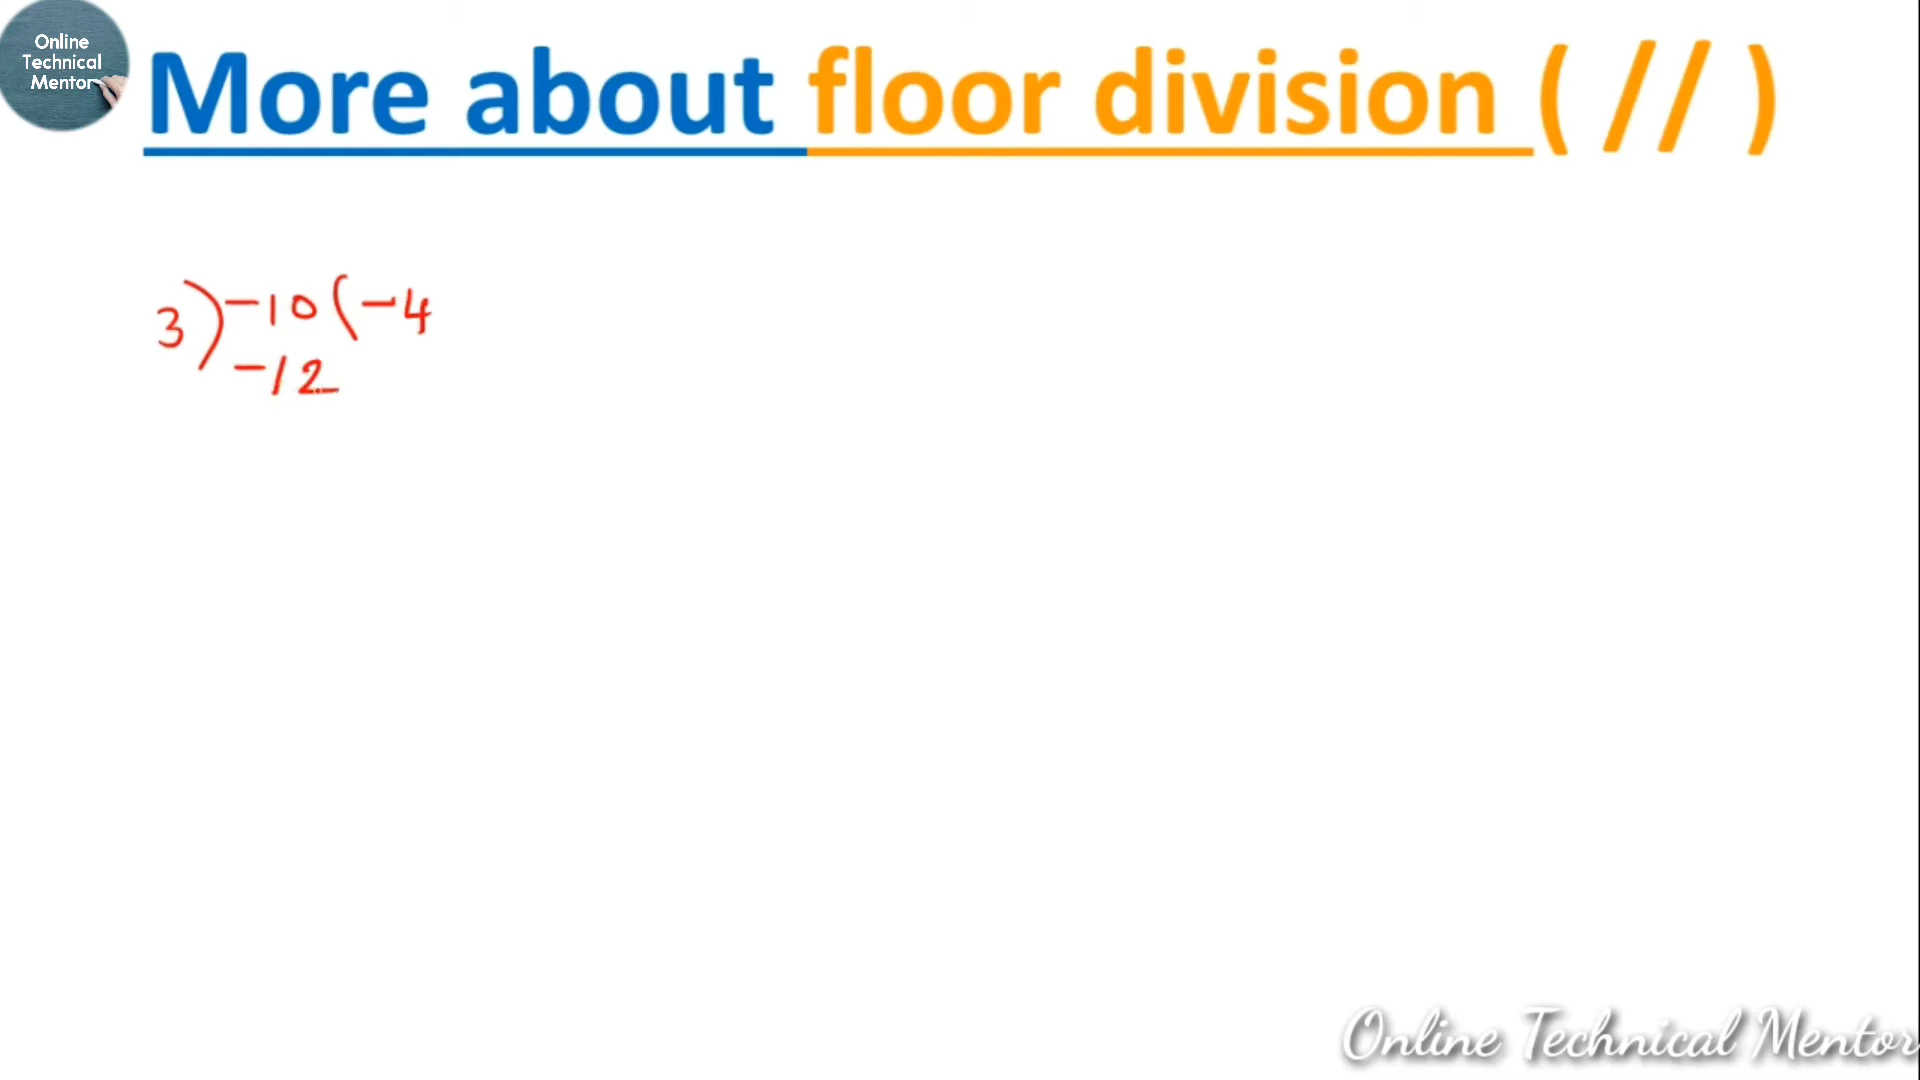 Online
Technical
Mentor
More about floor division ( // )
3) -10 ( -4
-12
Online Technical Mentor